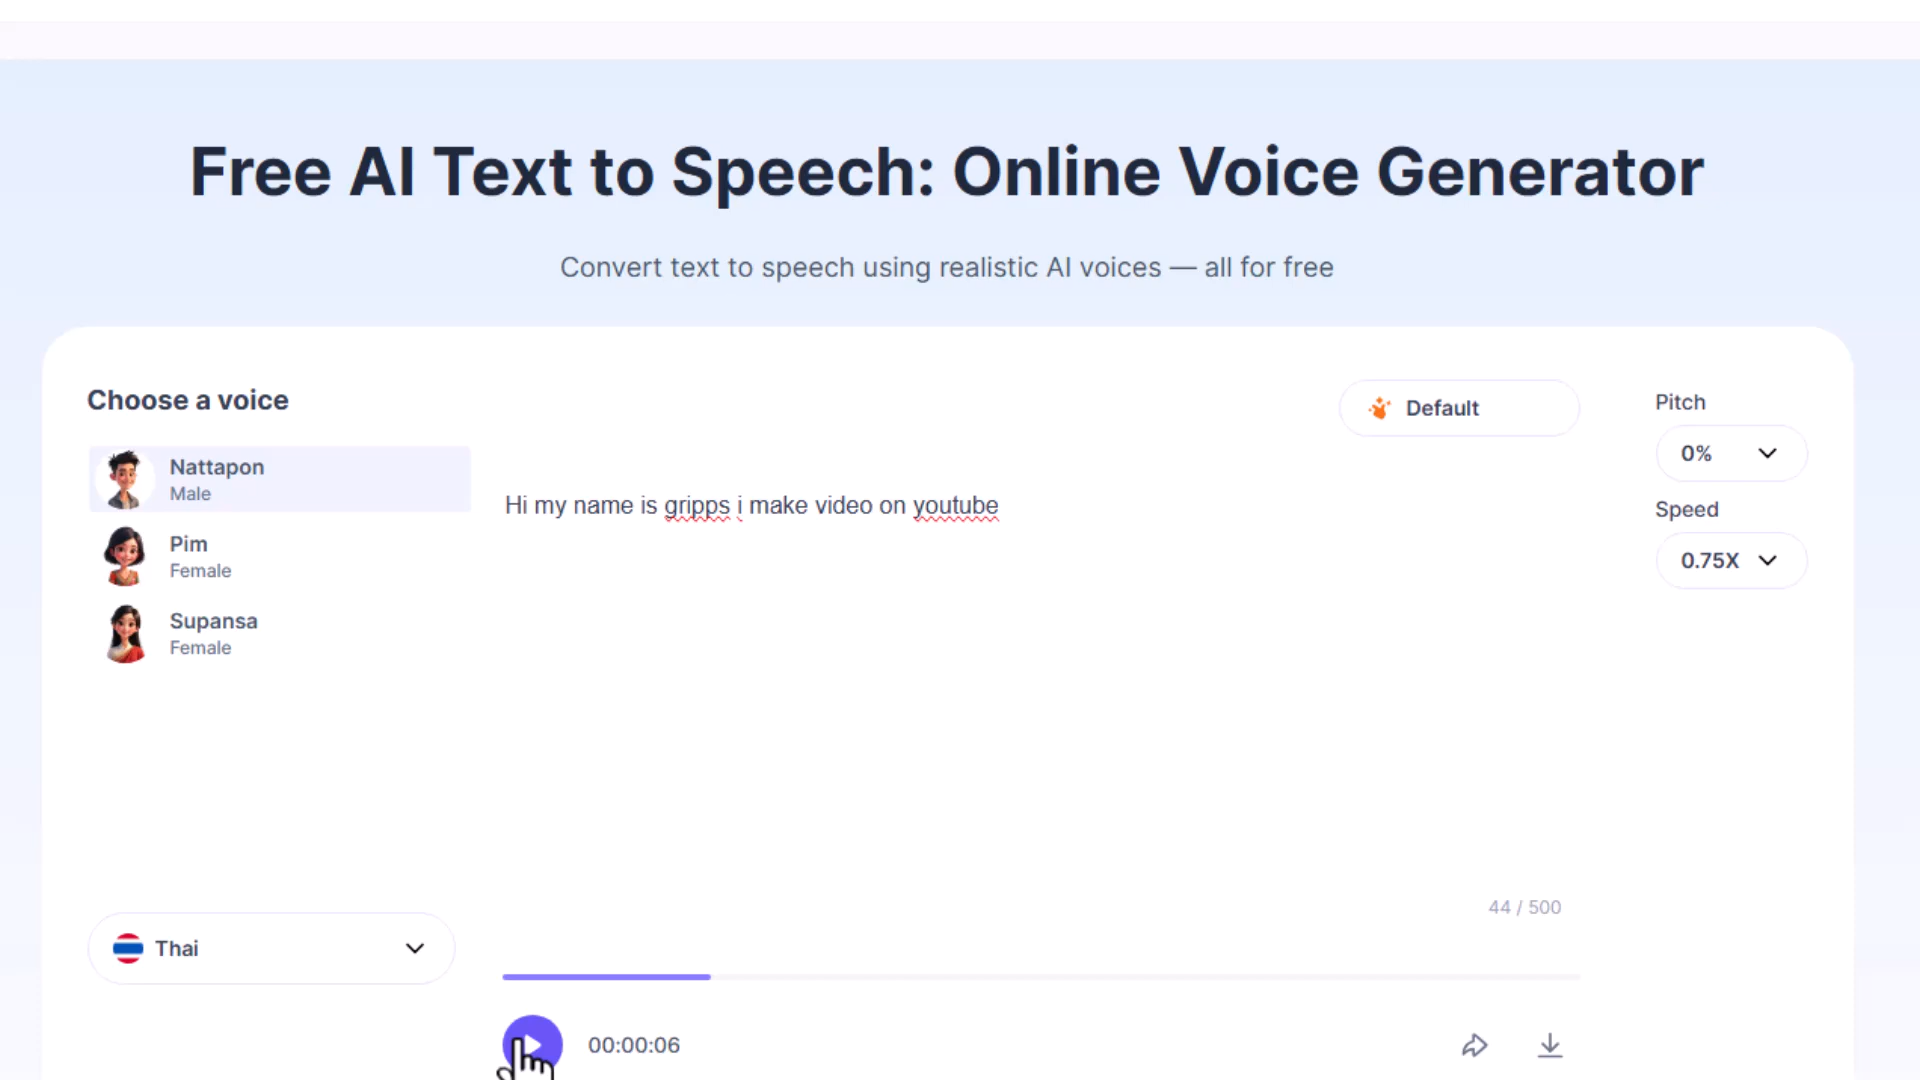 Free AI Text to Speech: Online Voice Generator
Convert text to speech using realistic AI voices — all for free
Choose a voice
Default
Pitch
0%
Speed
0.75X
Nattapon
Male
Pim
Female
Supansa
Female
Hi my name is gripps i make video on youtube
44 / 500
Thai
00:00:06